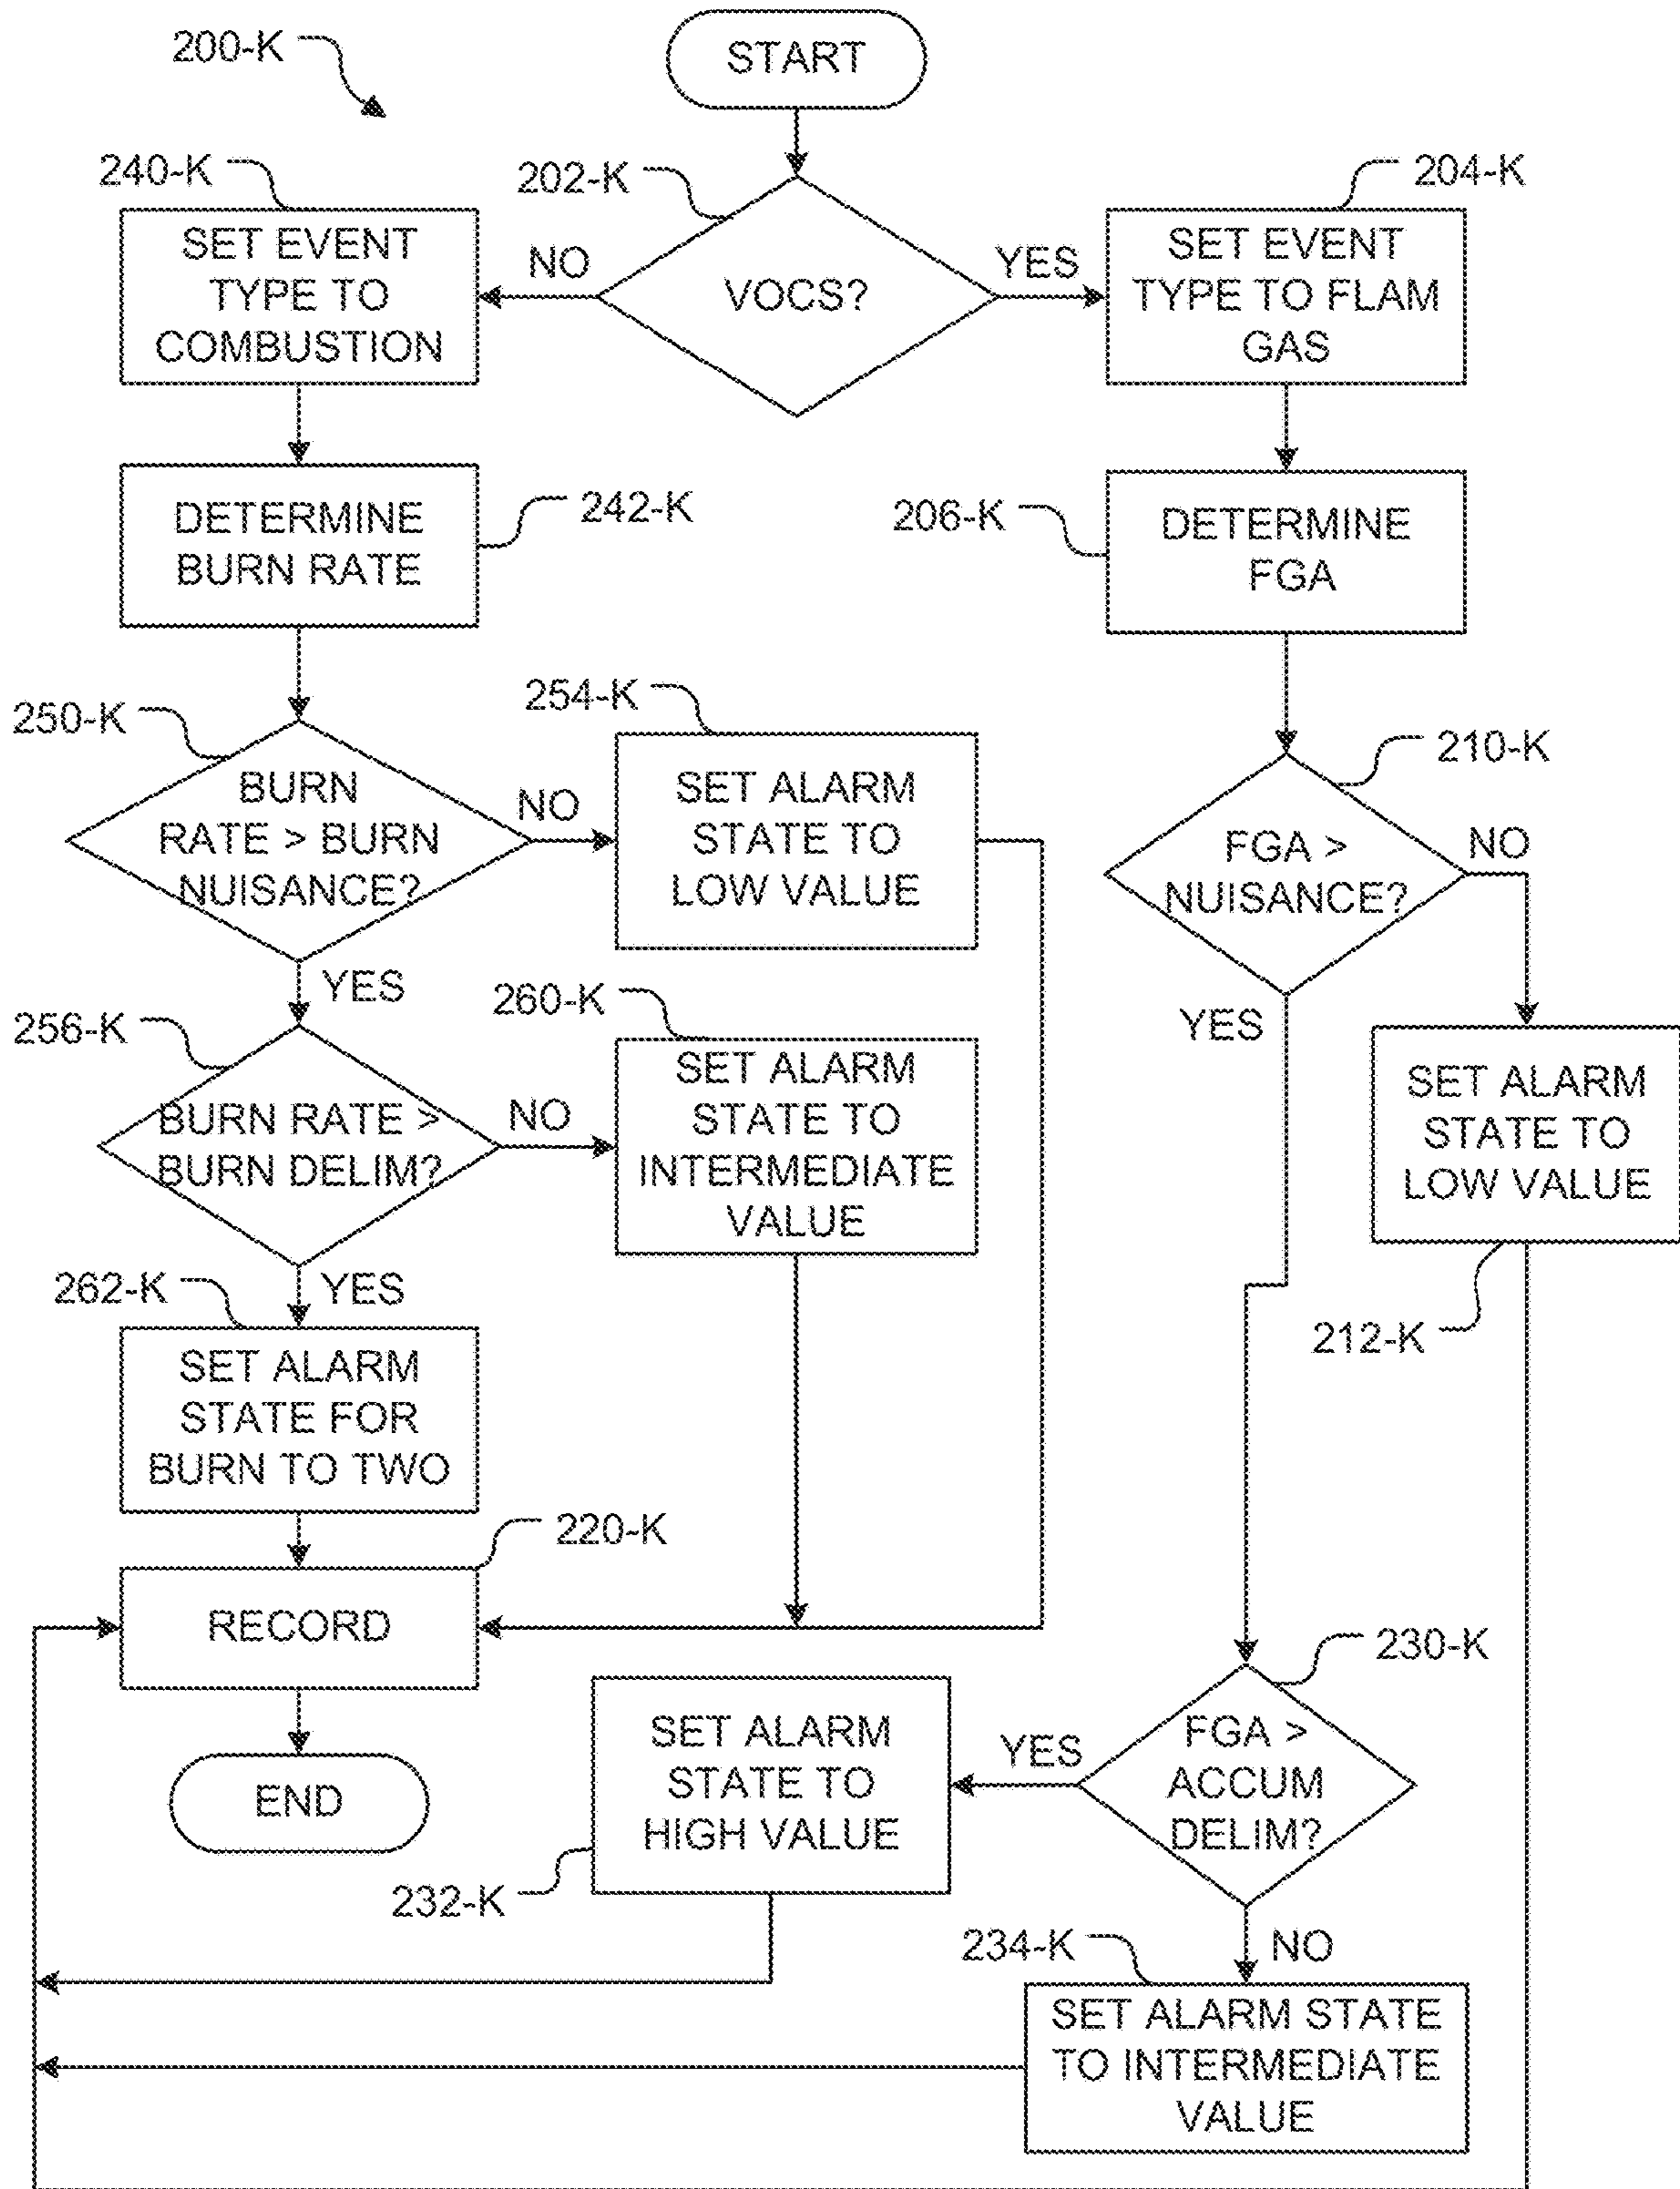 200-K
START
240-K
202-K
204-K
SET EVENT
TYPE TO
COMBUSTION
NO
VOCS?
YES
SET EVENT
TYPE TO FLAM
GAS
DETERMINE
BURN RATE
242-K
206-K
DETERMINE
FGA
250-K
254-K
210-K
BURN
RATE > BURN
NUISANCE?
NO
SET ALARM
STATE TO
LOW VALUE
FGA >
NUISANCE?
NO
YES
YES
256-K
260-K
BURN RATE >
BURN DELIM?
NO
SET ALARM
STATE TO
INTERMEDIATE
VALUE
SET ALARM
STATE TO
LOW VALUE
212-K
262-K
YES
SET ALARM
STATE FOR
BURN TO TWO
220-K
RECORD
230-K
END
SET ALARM
STATE TO
HIGH VALUE
YES
FGA >
ACCUM
DELIM?
232-K
234-K
NO
SET ALARM STATE
TO INTERMEDIATE
VALUE